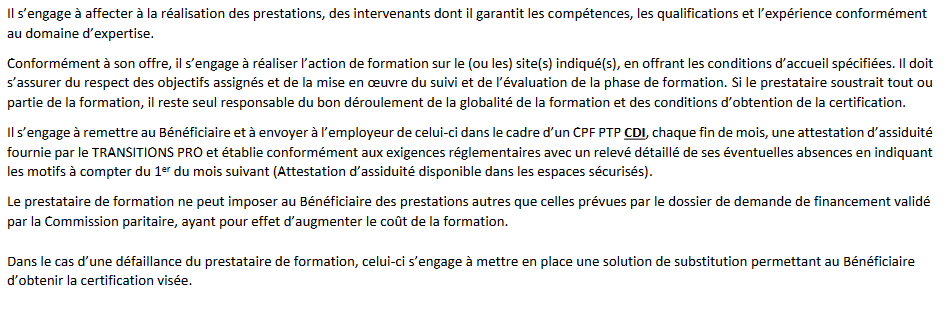 Il s’engage à affecter à la réalisation des prestations, des intervenants dont il garantit les compétences, les qualifications et l’expérience conformément
au domaine d’expertise.
Conformément à son offre, il s’engage à réaliser l’action de formation sur le (ou les) site(s) indiqué(s), en offrant les conditions d’accueil spécifiées. Il doit
s’assurer du respect des objectifs assignés et de la mise en œuvre du suivi et de l’évaluation de la phase de formation. Si le prestataire soustrait tout ou
partie de la formation, il reste seul responsable du bon déroulement de la globalité de la formation et des conditions d’obtention de la certification.
Il s’engage à remettre au Bénéficiaire et à envoyer à l’employeur de celui-ci dans le cadre d’un CPF PTP CDI, chaque fin de mois, une attestation d’assiduité
fournie par le TRANSITIONS PRO et établie conformément aux exigences réglementaires avec un relevé détaillé de ses éventuelles absences en indiquant
les motifs à compter du 1er du mois suivant (Attestation d’assiduité disponible dans les espaces sécurisés).
Le prestataire de formation ne peut imposer au Bénéficiaire des prestations autres que celles prévues par le dossier de demande de financement validé
par la Commission paritaire, ayant pour effet d’augmenter le coût de la formation.
Dans le cas d’une défaillance du prestataire de formation, celui-ci s’engage à mettre en place une solution de substitution permettant au Bénéficiaire
d’obtenir la certification visée.